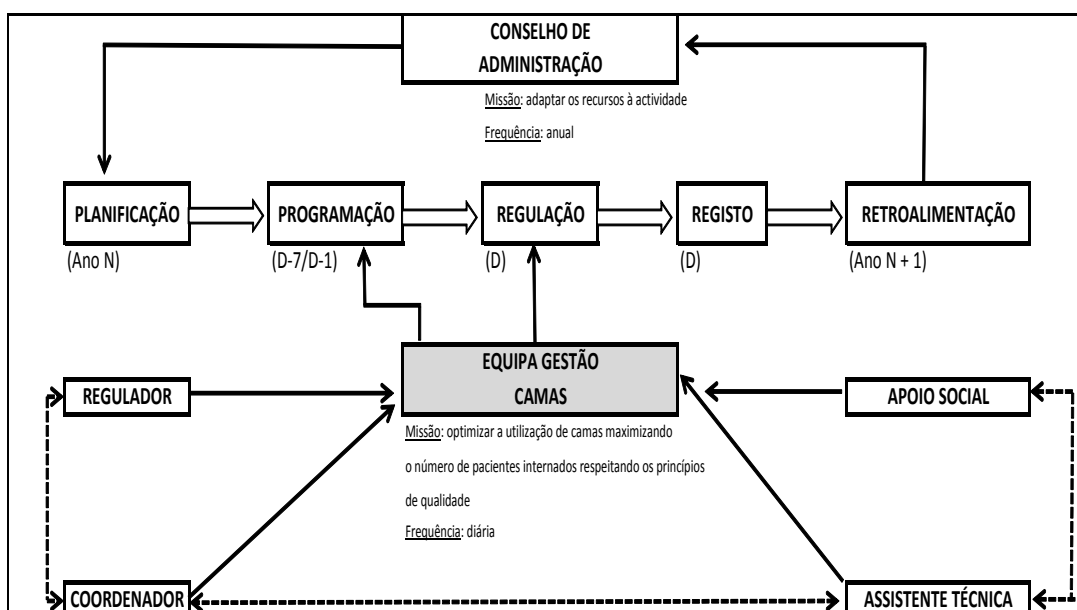 CONSELHO DE
ADMINISTRAÇÃO
Missão: adaptar os recursos à actividade
Frequência: anual
PLANIFICAÇÃO
PROGRAMAÇÃO
REGULAÇÃO
REGISTO
RETROALIMENTAÇÃO
(Ano N)
(D-7/D-1)
(D)
(D)
(Ano N + 1)
EQUIPA GESTÃO
CAMAS
REGULADOR
APOIO SOCIAL
Missão: optimizar a utilização de camas maximizando
o número de pacientes internados respeitando os princípios
de qualidade
Frequência: diária
COORDENADOR
ASSISTENTE TÉCNICA